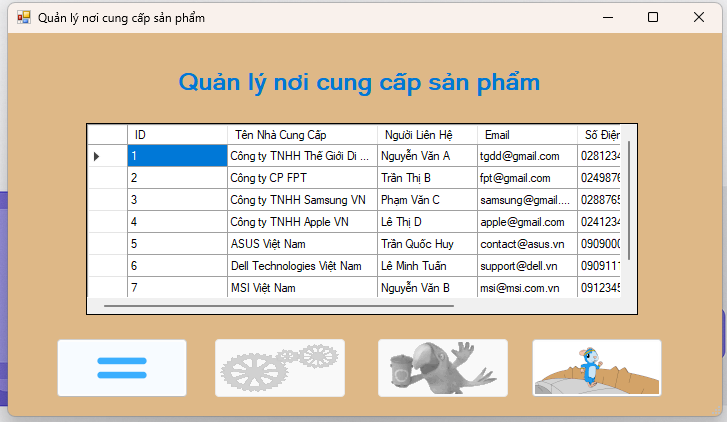 Quản lý nơi cung cấp sản phẩm
Quản lý nơi cung cấp sản phẩm
ID Tên Nhà Cung Cấp Người Liên Hệ Email Số Điện
1 Công ty TNHH Thế Giới Di ... Nguyễn Văn A tgdd@gmail.com 0281234
2 Công ty CP FPT Trần Thị B fpt@gmail.com 0249876
3 Công ty TNHH Samsung VN Phạm Văn C samsung@gmail.... 0288765
4 Công ty TNHH Apple VN Lê Thị D apple@gmail.com 0241234
5 ASUS Việt Nam Trần Quốc Huy contact@asus.vn 0909000
6 Dell Technologies Việt Nam Lê Minh Tuấn support@dell.vn 0909111
7 MSI Việt Nam Nguyễn Văn B msi@msi.com.vn 0912345